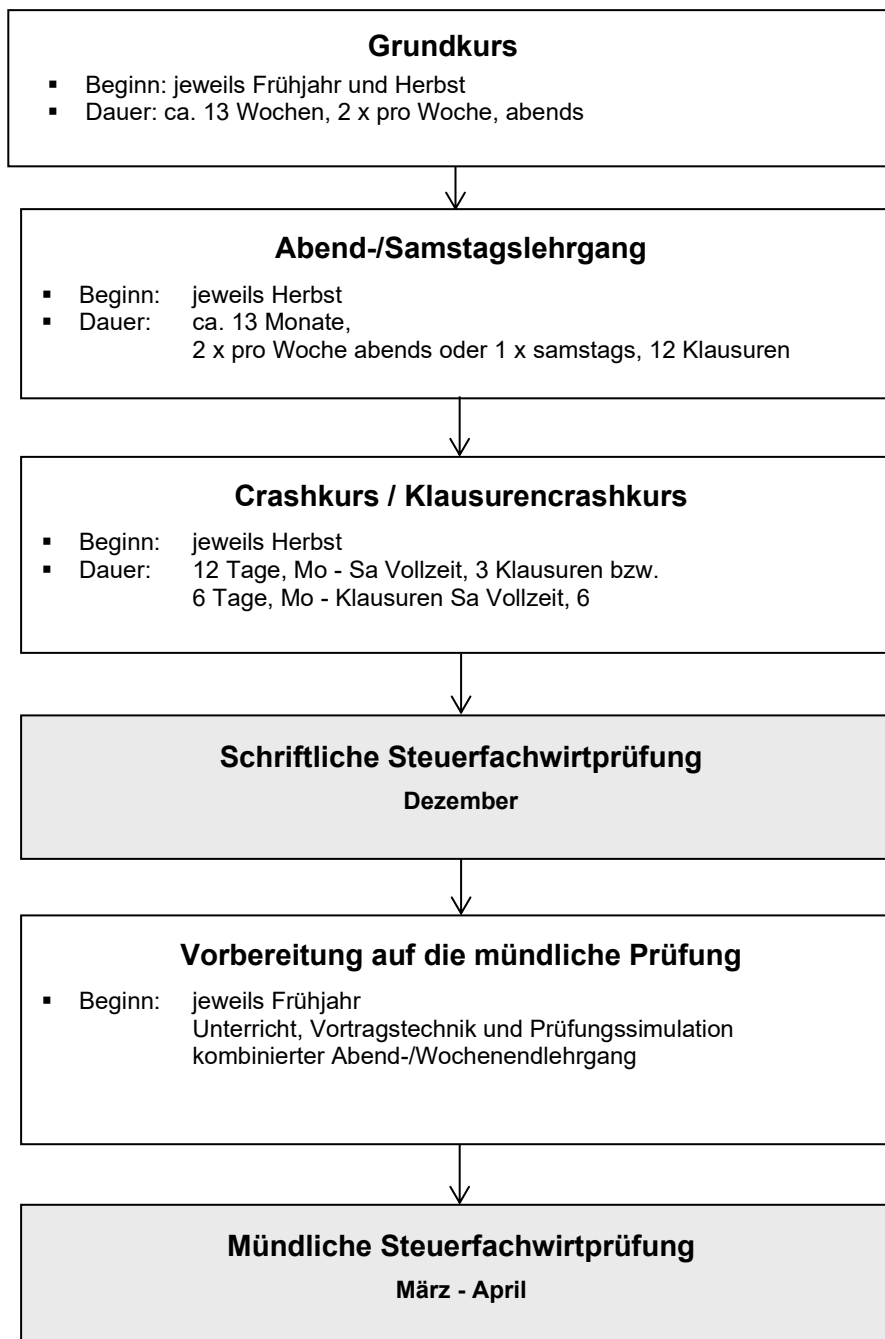 Grundkurs
▪ Beginn: jeweils Frühjahr und Herbst
▪ Dauer: ca. 13 Wochen, 2 x pro Woche, abends
Abend-/Samstagslehrgang
▪ Beginn: jeweils Herbst
▪ Dauer: ca. 13 Monate,
2 x pro Woche abends oder 1 x samstags, 12 Klausuren
Crashkurs / Klausurencrashkurs
▪ Beginn: jeweils Herbst
▪ Dauer: 12 Tage, Mo - Sa Vollzeit, 3 Klausuren bzw.
6 Tage, Mo - Klausuren Sa Vollzeit, 6
Schriftliche Steuerfachwirtprüfung
Dezember
Vorbereitung auf die mündliche Prüfung
▪ Beginn: jeweils Frühjahr
Unterricht, Vortragstechnik und Prüfungssimulation
kombinierter Abend-/Wochenendlehrgang
Mündliche Steuerfachwirtprüfung
März - April